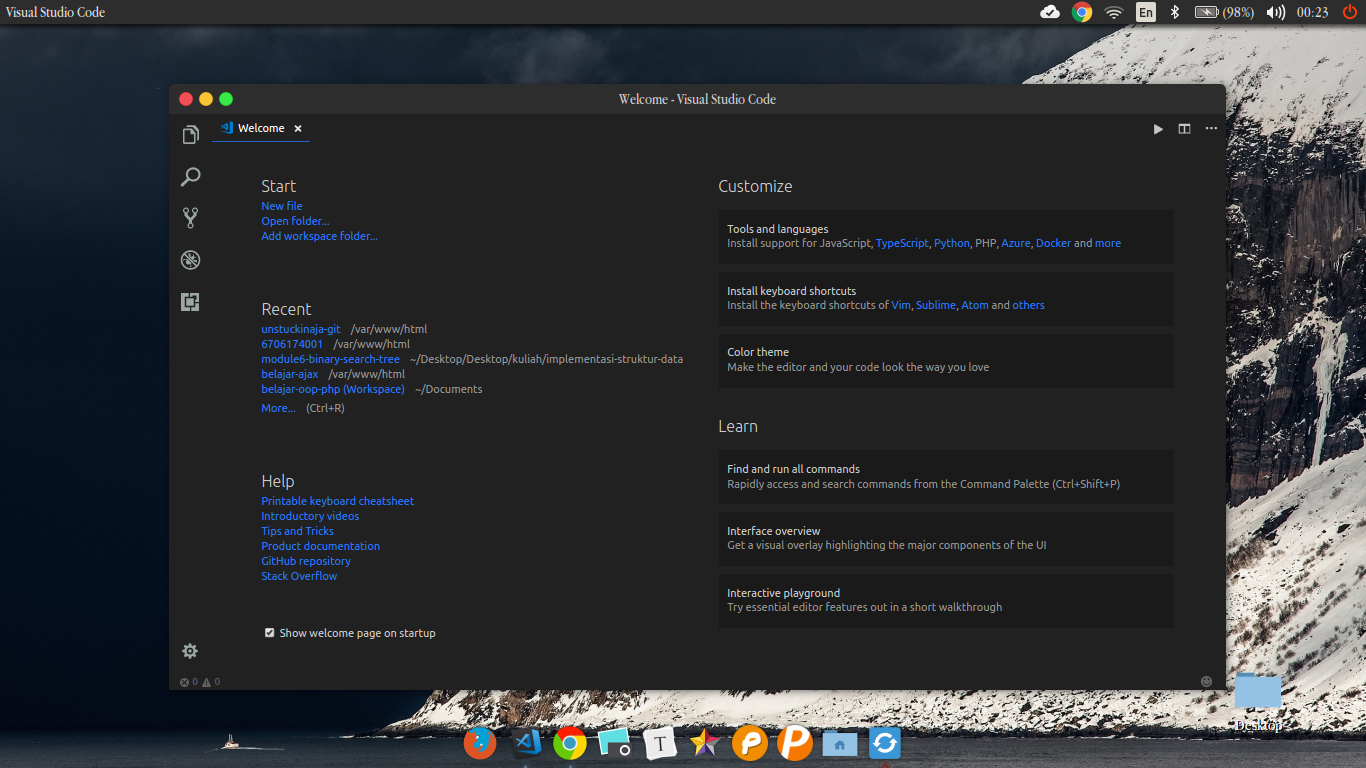 Visual Studio Code
En
(98%)
00:23
Welcome - Visual Studio Code
Welcome
Start
New file
Open folder...
Add workspace folder...
Recent
unstuckinaja-git /var/www/html
6706174001 /var/www/html
module6-binary-search-tree ~/Desktop/Desktop/kuliah/implementasi-struktur-data
belajar-ajax /var/www/html
belajar-oop-php (Workspace) ~/Documents
More... (Ctrl+R)
Help
Printable keyboard cheatsheet
Introductory videos
Tips and Tricks
Product documentation
GitHub repository
Stack Overflow
Show welcome page on startup
Customize
Tools and languages
Install support for JavaScript, TypeScript, Python, PHP, Azure, Docker and more
Install keyboard shortcuts
Install the keyboard shortcuts of Vim, Sublime, Atom and others
Color theme
Make the editor and your code look the way you love
Learn
Find and run all commands
Rapidly access and search commands from the Command Palette (Ctrl+Shift+P)
Interface overview
Get a visual overlay highlighting the major components of the UI
Interactive playground
Try essential editor features out in a short walkthrough
0 0
Desktop
T
P
P